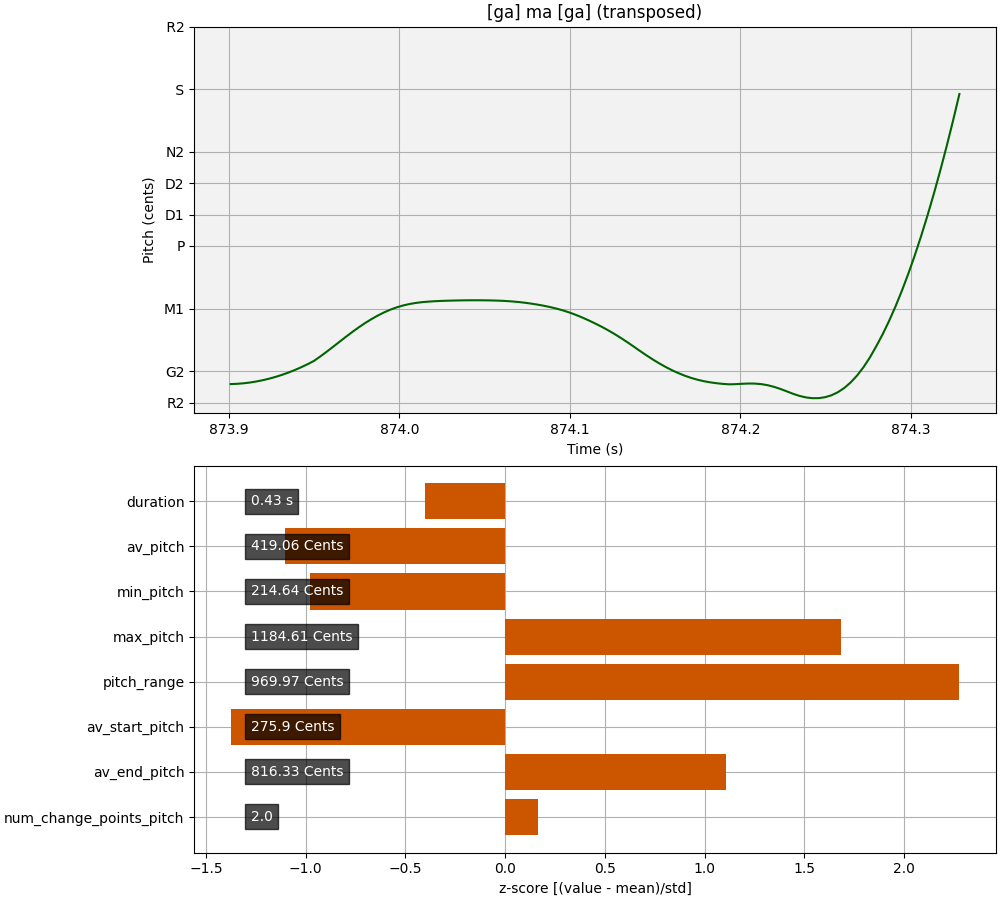 [ga] ma [ga] (transposed)
R2
S
N2
D2
D1
P
M1
G2
R2
Pitch (cents)
873.9 874.0 874.1 874.2 874.3
Time (s)
duration 0.43 s
av_pitch 419.06 Cents
min_pitch 214.64 Cents
max_pitch 1184.61 Cents
pitch_range 969.97 Cents
av_start_pitch 275.9 Cents
av_end_pitch 816.33 Cents
num_change_points_pitch 2.0
−1.5 −1.0 −0.5 0.0 0.5 1.0 1.5 2.0
z-score [(value - mean)/std]